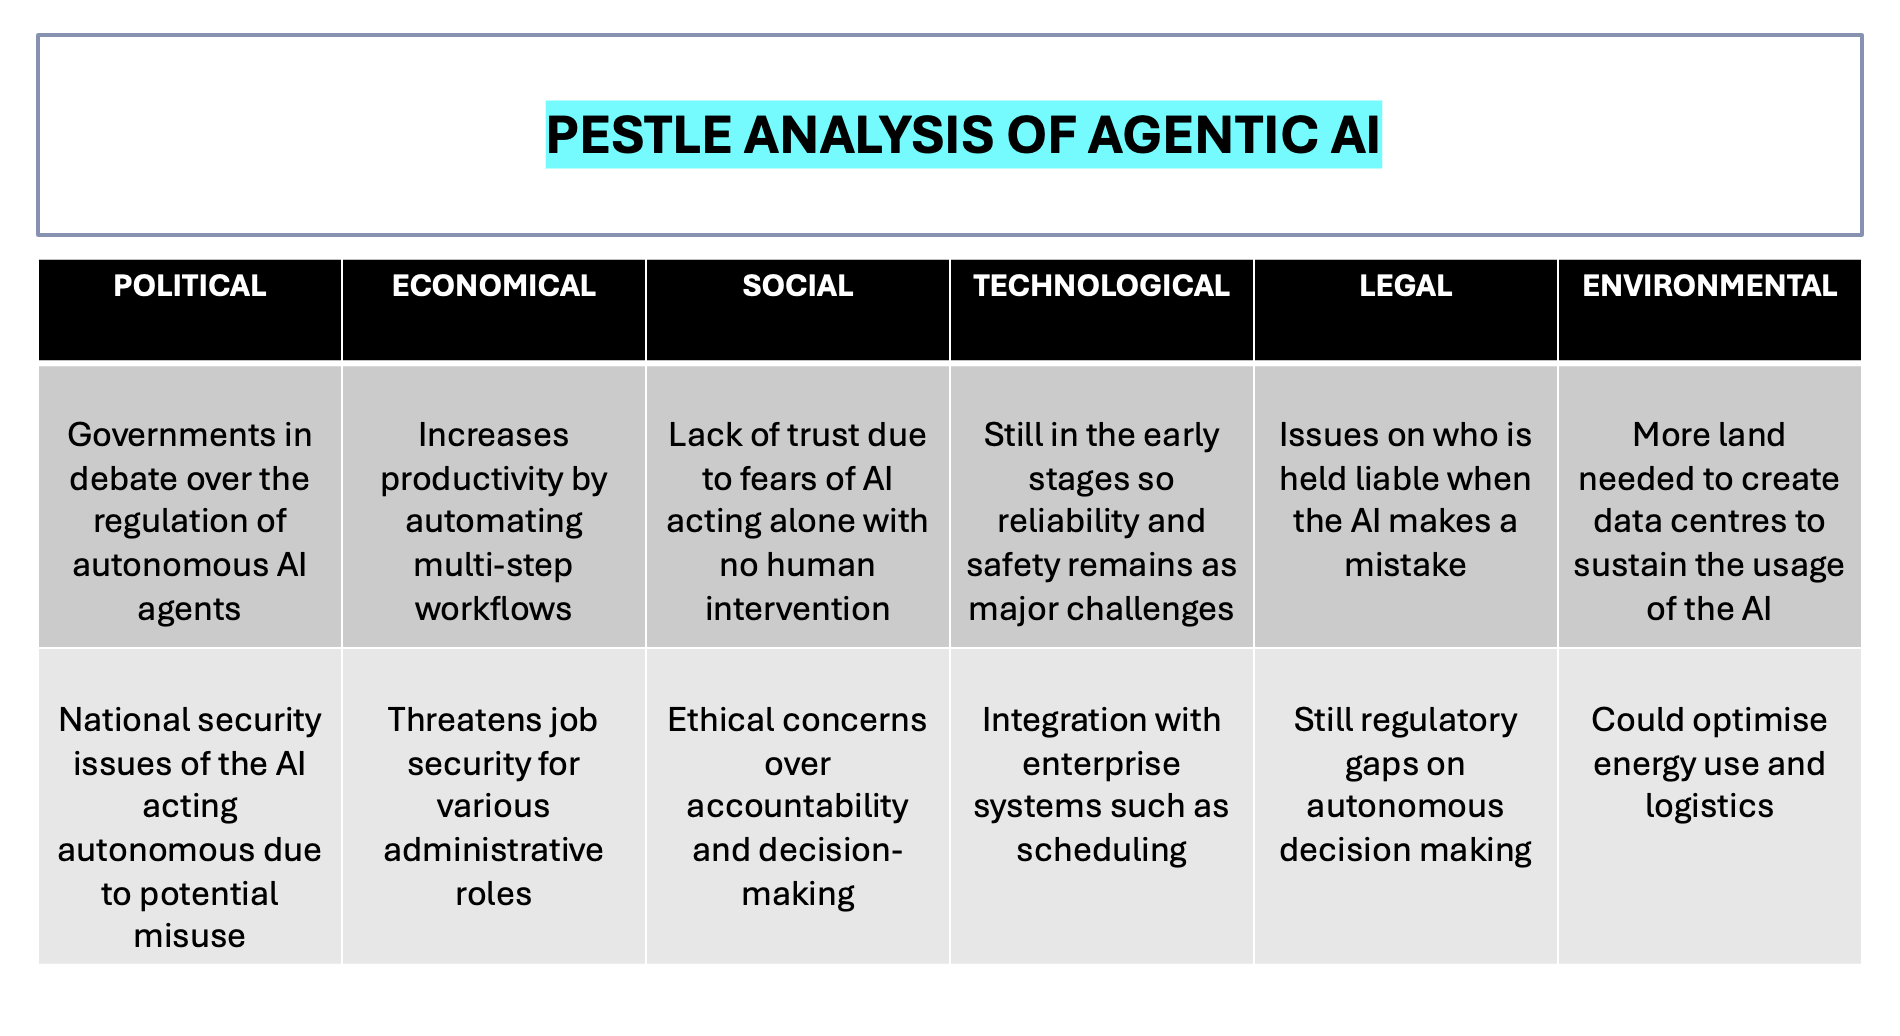 PESTLE ANALYSIS OF AGENTIC AI
POLITICAL
ECONOMICAL
SOCIAL
TECHNOLOGICAL
LEGAL
ENVIRONMENTAL
Governments in
debate over the
regulation of
autonomous AI
agents
Increases
productivity by
automating
multi-step
workflows
Lack of trust due
to fears of AI
acting alone with
no human
intervention
Still in the early
stages so
reliability and
safety remains as
major challenges
Issues on who is
held liable when
the AI makes a
mistake
More land
needed to create
data centres to
sustain the usage
of the AI
National security
issues of the AI
acting
autonomous due
to potential
misuse
Threatens job
security for
various
administrative
roles
Ethical concerns
over
accountability
and decision-
making
Integration with
enterprise
systems such as
scheduling
Still regulatory
gaps on
autonomous
decision making
Could optimise
energy use and
logistics